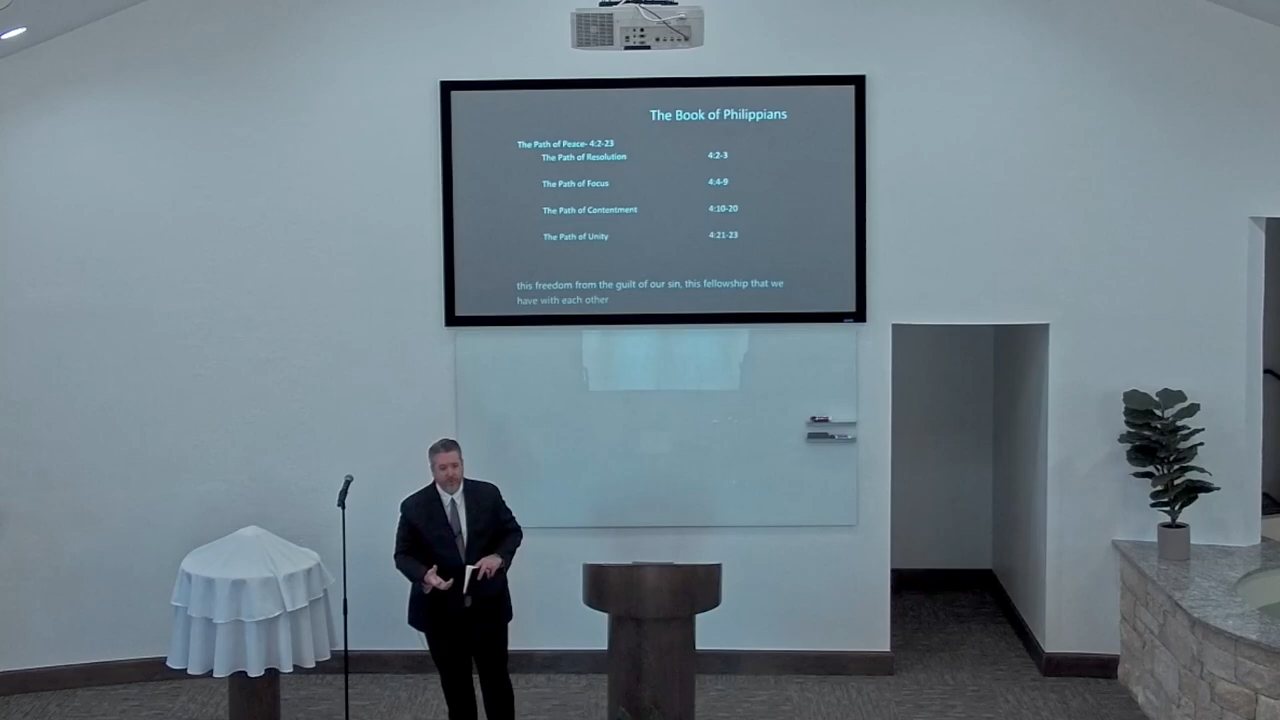 The Book of Philippians
The Path of Peace- 4:2-23
The Path of Resolution 4:2-3
The Path of Focus 4:4-9
The Path of Contentment 4:10-20
The Path of Unity 4:21-23
this freedom from the guilt of our sin, this fellowship that we
have with each other